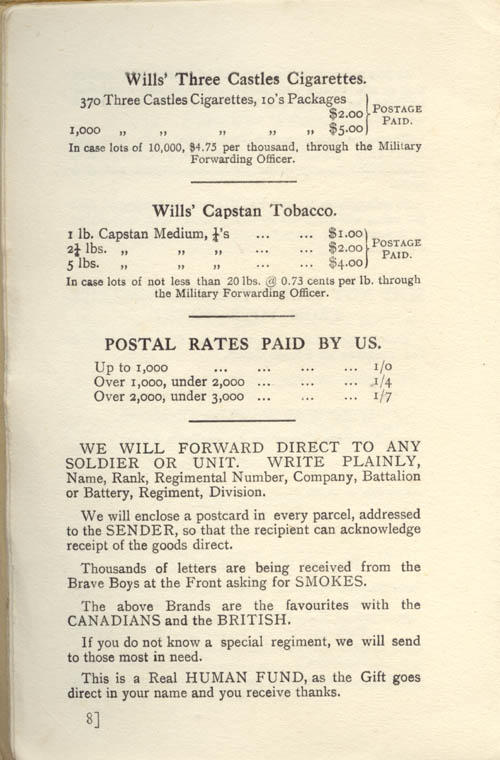 Wills' Three Castles Cigarettes.
370 Three Castles Cigarettes, 10's Packages
$2.00
1,000 „ „ „ „ „ $5.00
POSTAGE
PAID.
In case lots of 10,000, $4.75 per thousand, through the Military
Forwarding Officer.
Wills' Capstan Tobacco.
1 lb. Capstan Medium, ¼'s ... ... $1.00
2¼ lbs. „ „ „ ... ... $2.00
5 lbs. „ „ „ ... ... $4.00
POSTAGE
PAID.
In case lots of not less than 20 lbs. @ 0.73 cents per lb. through
the Military Forwarding Officer.
POSTAL RATES PAID BY US.
Up to 1,000 ... ... ... ... 1/0
Over 1,000, under 2,000 ... ... ... 1/4
Over 2,000, under 3,000 ... ... ... 1/7
WE WILL FORWARD DIRECT TO ANY
SOLDIER OR UNIT. WRITE PLAINLY,
Name, Rank, Regimental Number, Company, Battalion
or Battery, Regiment, Division.
We will enclose a postcard in every parcel, addressed
to the SENDER, so that the recipient can acknowledge
receipt of the goods direct.
Thousands of letters are being received from the
Brave Boys at the Front asking for SMOKES.
The above Brands are the favourites with the
CANADIANS and the BRITISH.
If you do not know a special regiment, we will send
to those most in need.
This is a Real HUMAN FUND, as the Gift goes
direct in your name and you receive thanks.
8]